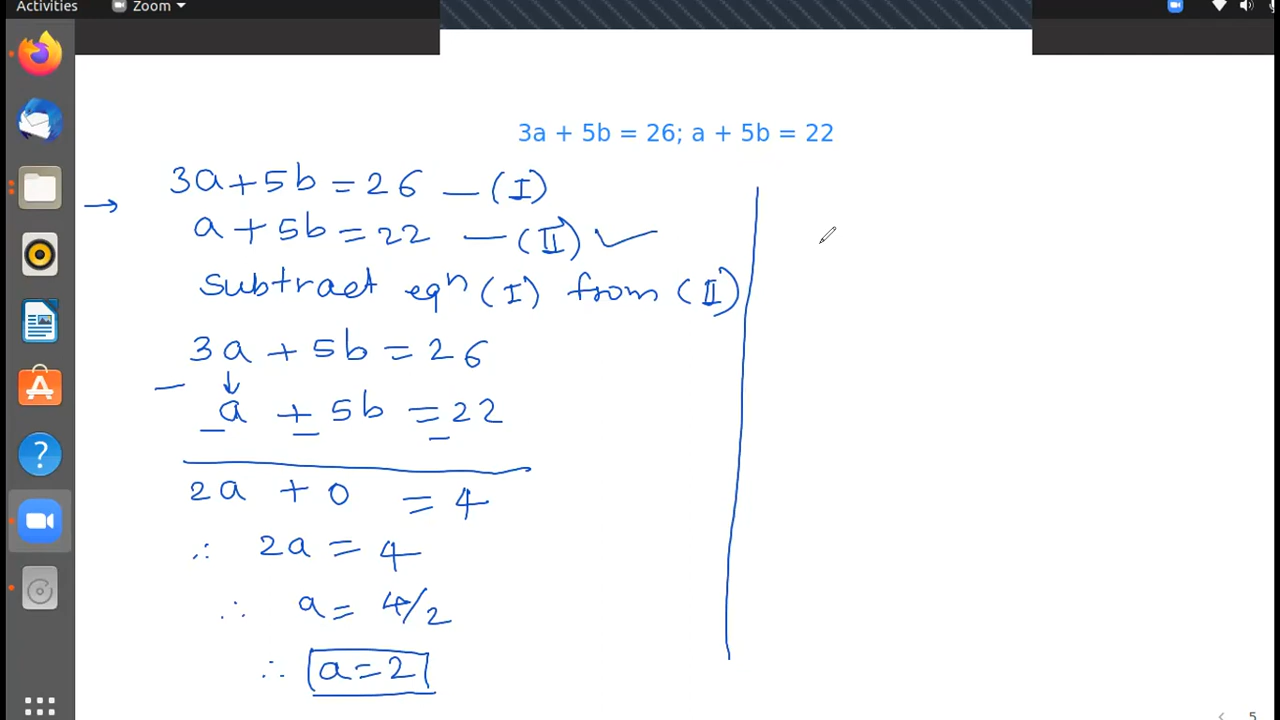 Activities Zoom
3a + 5b = 26; a + 5b = 22
→ 3a + 5b = 26 — (I)
a + 5b = 22 — (II) ✓
subtract eqⁿ (I) from (II)
3a + 5b = 26
− a + 5b = 22
− − −
2a + 0 = 4
∴ 2a = 4
∴ a = 4/2
∴ a = 2
5